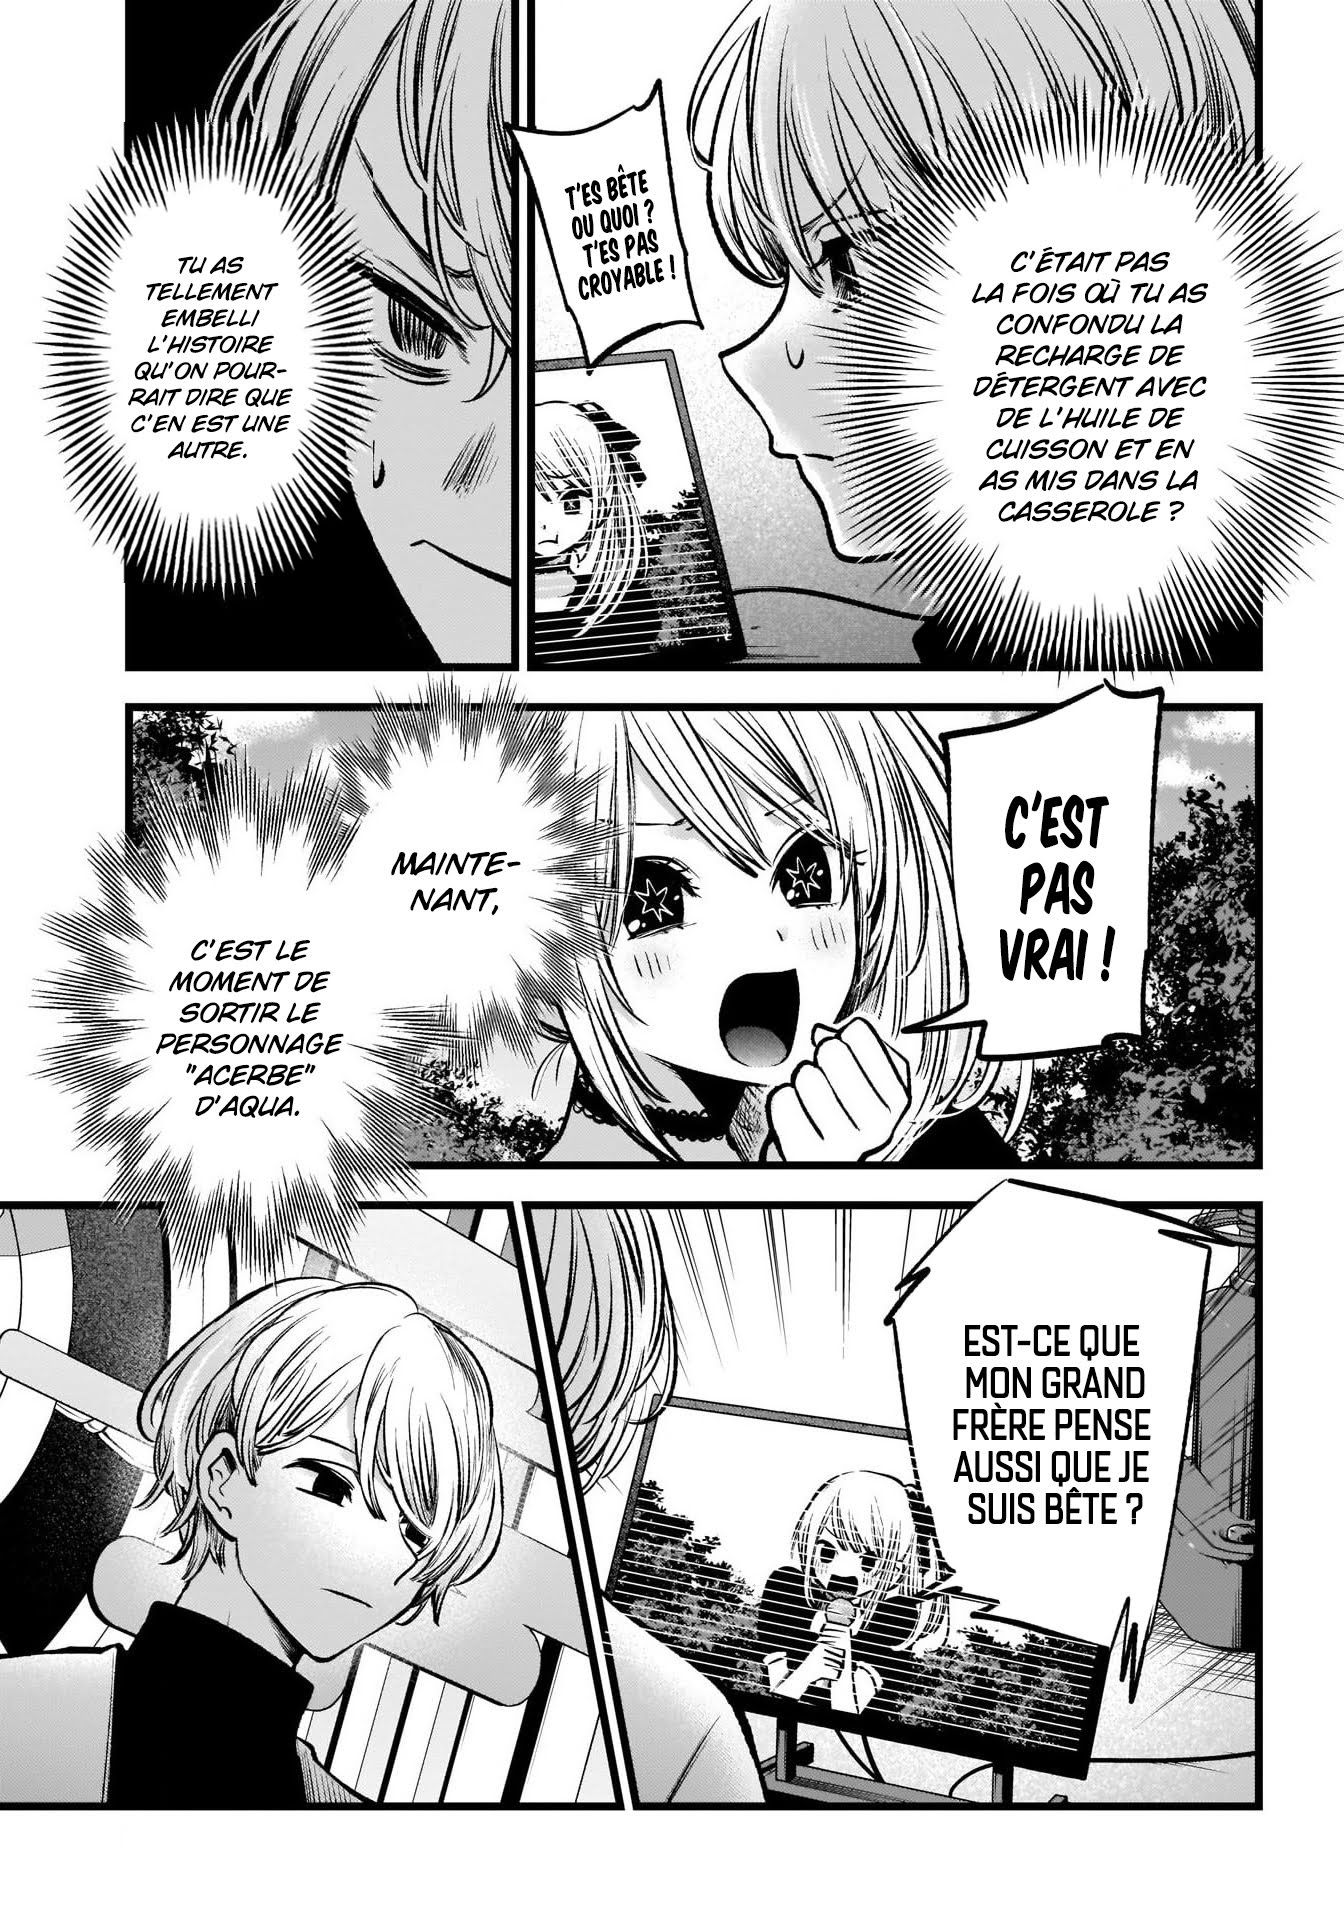 C'ÉTAIT PAS
LA FOIS OÙ TU AS
CONFONDU LA
RECHARGE DE
DÉTERGENT AVEC
DE L'HUILE DE
CUISSON ET EN
AS MIS DANS LA
CASSEROLE ?
T'ES BÊTE
OU QUOI ?
T'ES PAS
CROYABLE !
TU AS
TELLEMENT
EMBELLI
L'HISTOIRE
QU'ON POUR-
RAIT DIRE QUE
C'EN EST UNE
AUTRE.
C'EST
PAS
VRAI !
MAINTE-
NANT,
C'EST LE
MOMENT DE
SORTIR LE
PERSONNAGE
"ACERBE"
D'AQUA.
EST-CE QUE
MON GRAND
FRÈRE PENSE
AUSSI QUE JE
SUIS BÊTE ?